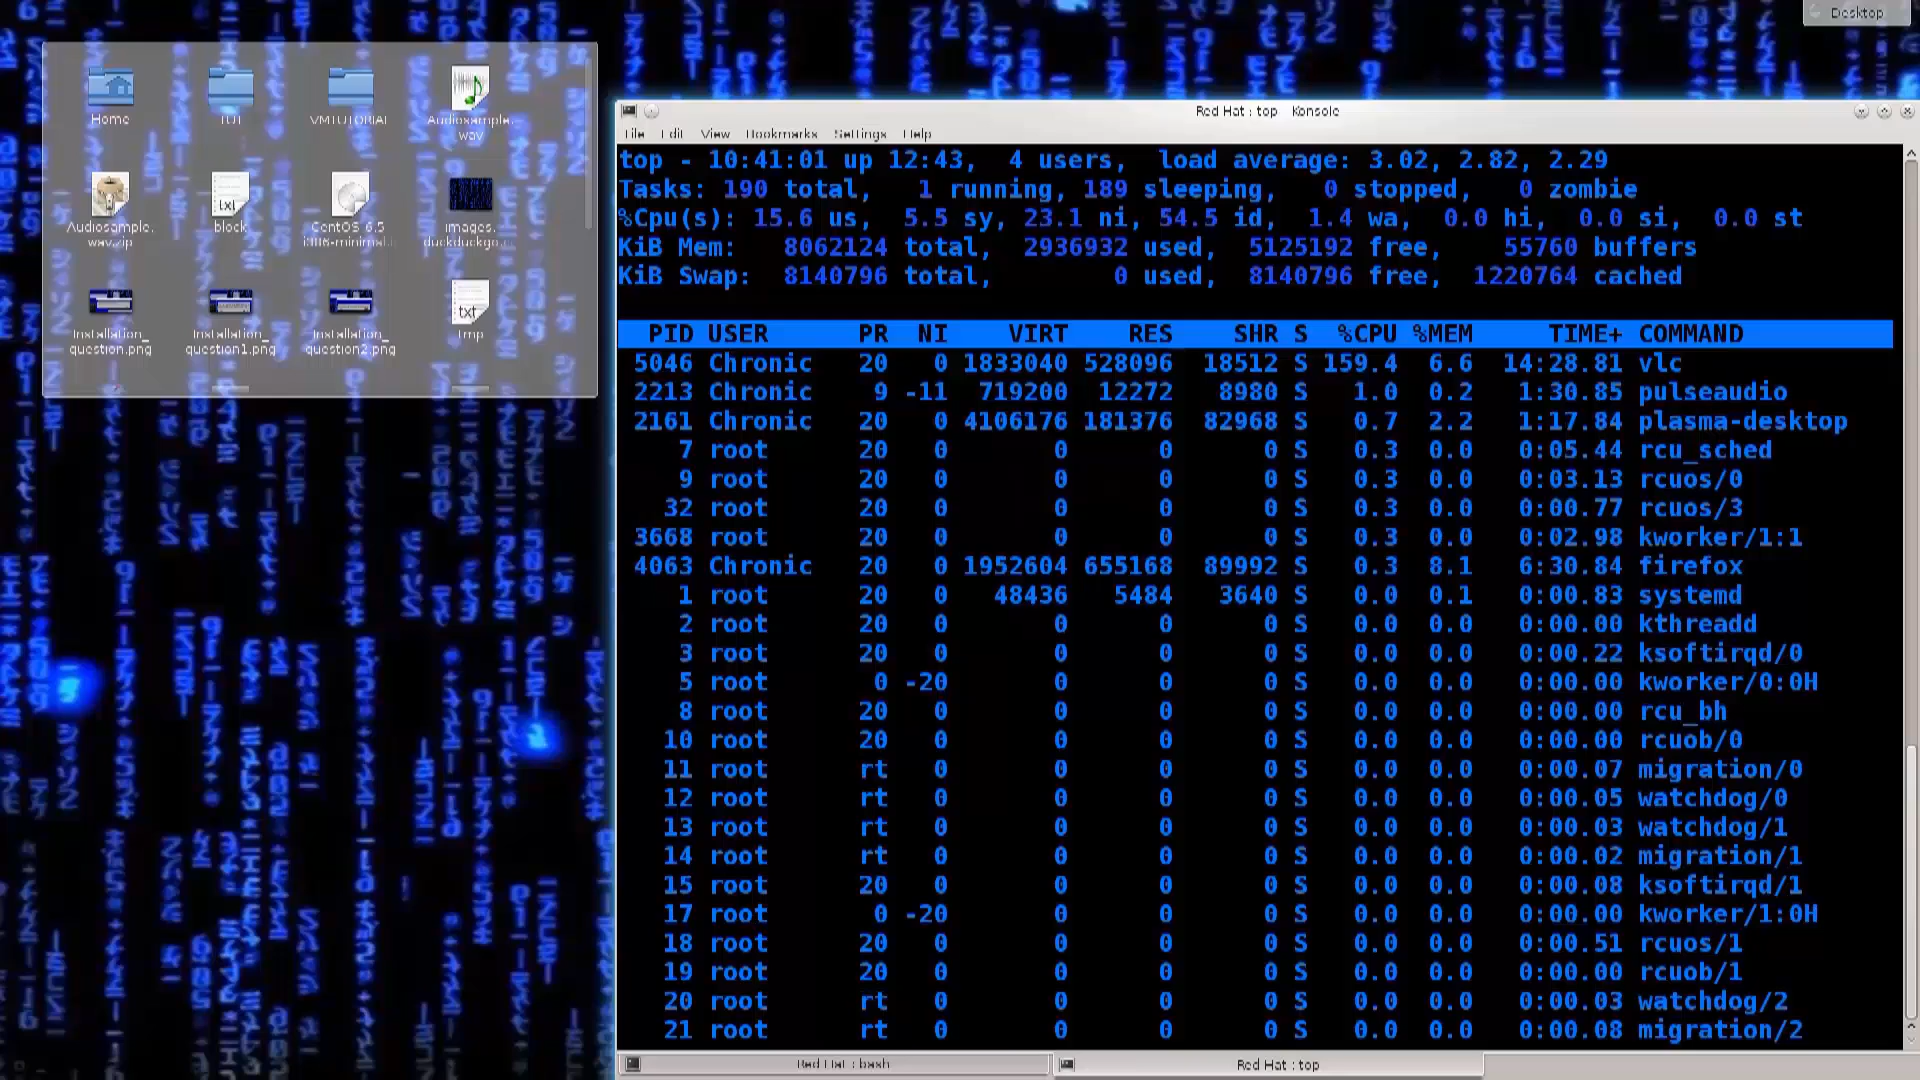 Desktop
Home
TUT
VMTUTORIAL
Audiosample.
wav
Audiosample.
wav.zip
block
CentOS 6.5
i386-minimal.
images.
duckduckgo...
Installation_
question.png
Installation_
question1.png
Installation_
question2.png
Tmp
Red Hat : top   Konsole
File Edit View Bookmarks Settings Help
top - 10:41:01 up 12:43,  4 users,  load average: 3.02, 2.82, 2.29
Tasks: 190 total,   1 running, 189 sleeping,   0 stopped,   0 zombie
%Cpu(s): 15.6 us,  5.5 sy, 23.1 ni, 54.5 id,  1.4 wa,  0.0 hi,  0.0 si,  0.0 st
KiB Mem:   8062124 total,  2936932 used,  5125192 free,    55760 buffers
KiB Swap:  8140796 total,        0 used,  8140796 free,  1220764 cached
PID USER PR NI VIRT RES SHR S %CPU %MEM TIME+ COMMAND
5046 Chronic 20 0 1833040 528096 18512 S 159.4 6.6 14:28.81 vlc
2213 Chronic 9 -11 719200 12272 8980 S 1.0 0.2 1:30.85 pulseaudio
2161 Chronic 20 0 4106176 181376 82968 S 0.7 2.2 1:17.84 plasma-desktop
7 root 20 0 0 0 0 S 0.3 0.0 0:05.44 rcu_sched
9 root 20 0 0 0 0 S 0.3 0.0 0:03.13 rcuos/0
32 root 20 0 0 0 0 S 0.3 0.0 0:00.77 rcuos/3
3668 root 20 0 0 0 0 S 0.3 0.0 0:02.98 kworker/1:1
4063 Chronic 20 0 1952604 655168 89992 S 0.3 8.1 6:30.84 firefox
1 root 20 0 48436 5484 3640 S 0.0 0.1 0:00.83 systemd
2 root 20 0 0 0 0 S 0.0 0.0 0:00.00 kthreadd
3 root 20 0 0 0 0 S 0.0 0.0 0:00.22 ksoftirqd/0
5 root 0 -20 0 0 0 S 0.0 0.0 0:00.00 kworker/0:0H
8 root 20 0 0 0 0 S 0.0 0.0 0:00.00 rcu_bh
10 root 20 0 0 0 0 S 0.0 0.0 0:00.00 rcuob/0
11 root rt 0 0 0 0 S 0.0 0.0 0:00.07 migration/0
12 root rt 0 0 0 0 S 0.0 0.0 0:00.05 watchdog/0
13 root rt 0 0 0 0 S 0.0 0.0 0:00.03 watchdog/1
14 root rt 0 0 0 0 S 0.0 0.0 0:00.02 migration/1
15 root 20 0 0 0 0 S 0.0 0.0 0:00.08 ksoftirqd/1
17 root 0 -20 0 0 0 S 0.0 0.0 0:00.00 kworker/1:0H
18 root 20 0 0 0 0 S 0.0 0.0 0:00.51 rcuos/1
19 root 20 0 0 0 0 S 0.0 0.0 0:00.00 rcuob/1
20 root rt 0 0 0 0 S 0.0 0.0 0:00.03 watchdog/2
21 root rt 0 0 0 0 S 0.0 0.0 0:00.08 migration/2
Red Hat : bash
Red Hat : top